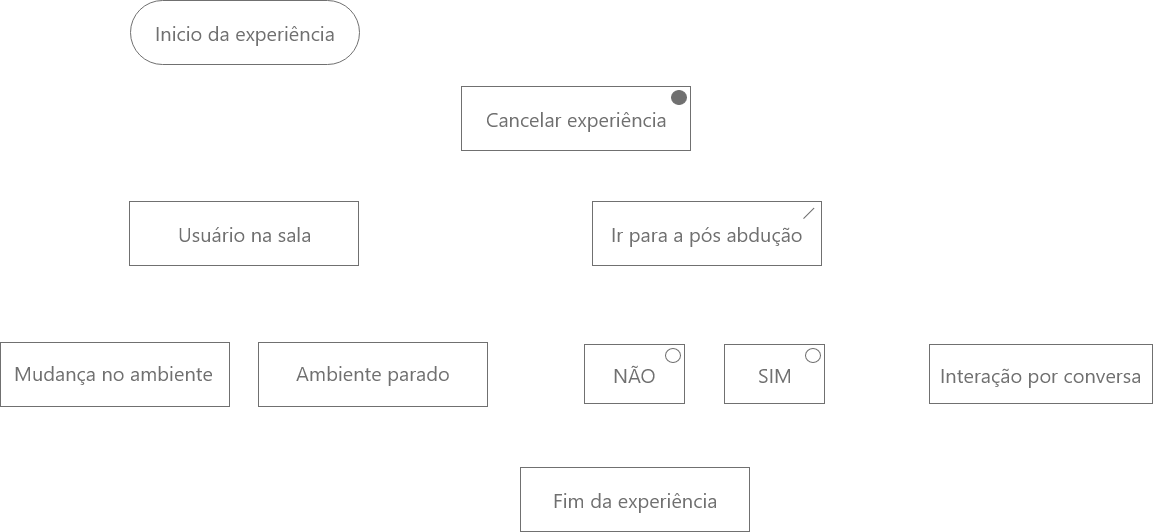 Inicio da experiência
Cancelar experiência
Usuário na sala
Ir para a pós abdução
Mudança no ambiente
Ambiente parado
NÃO
SIM
Interação por conversa
Fim da experiência